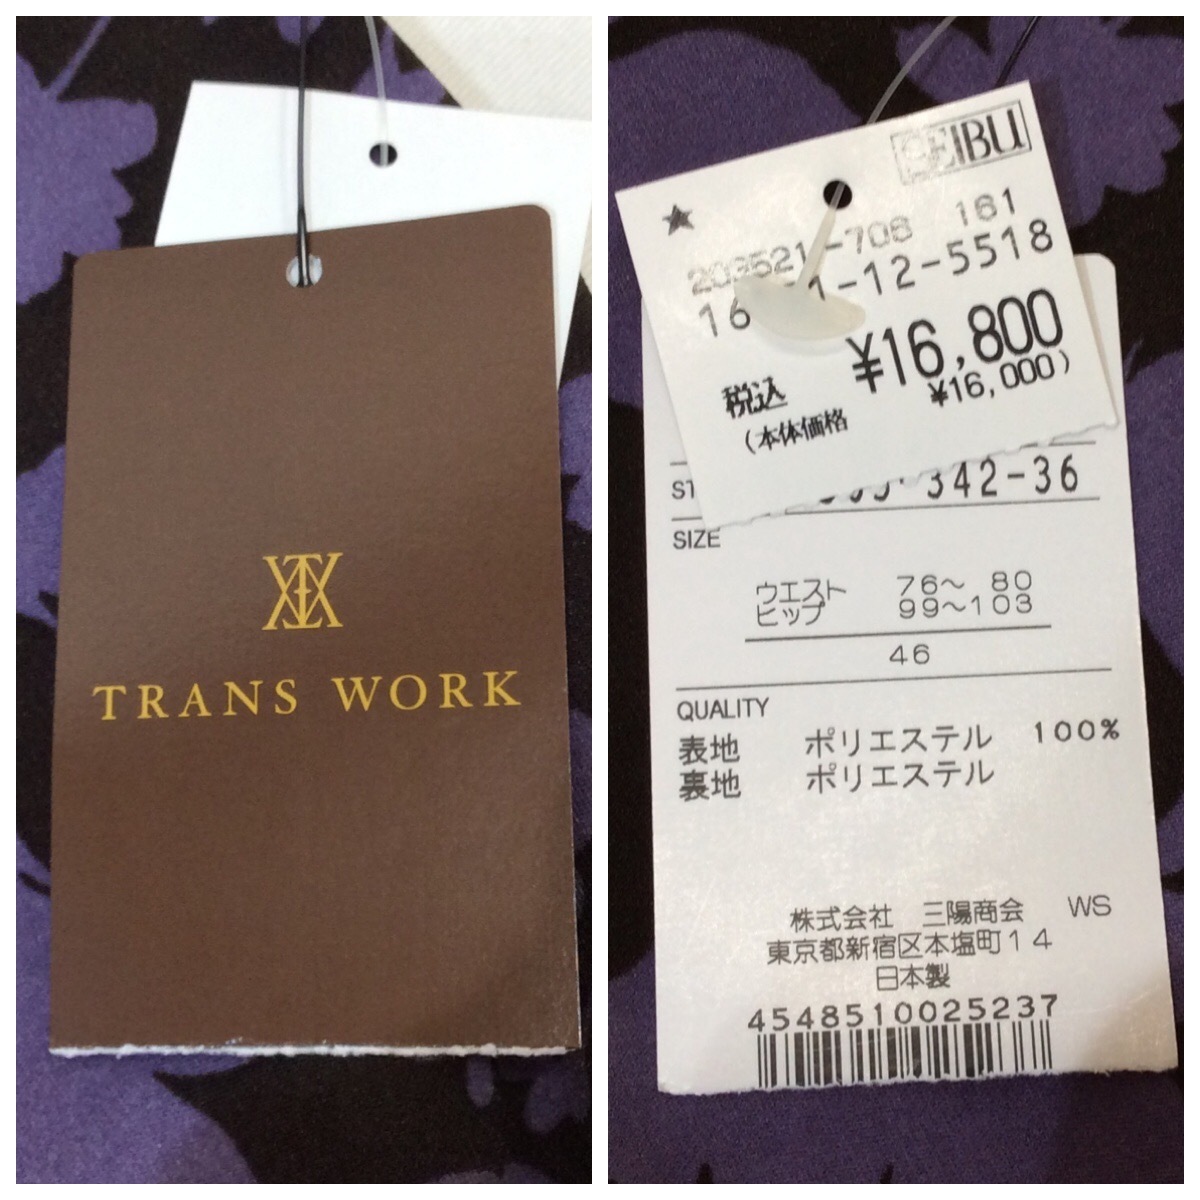 TRANS WORK
SEIBU
161
12-5518
¥16,800
税込
(本体価格 ¥16,000)
342-36
SIZE
ウエスト 76～ 80
ヒップ 99～103
46
QUALITY
表地 ポリエステル 100%
裏地 ポリエステル
株式会社 三陽商会 WS
東京都新宿区本塩町14
日本製
4548510025237